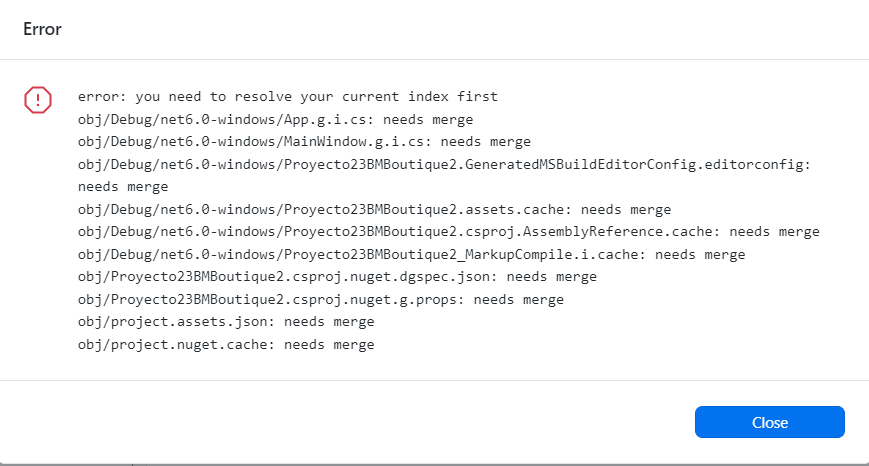 Error
error: you need to resolve your current index first
obj/Debug/net6.0-windows/App.g.i.cs: needs merge
obj/Debug/net6.0-windows/MainWindow.g.i.cs: needs merge
obj/Debug/net6.0-windows/Proyecto23BMBoutique2.GeneratedMSBuildEditorConfig.editorconfig:
needs merge
obj/Debug/net6.0-windows/Proyecto23BMBoutique2.assets.cache: needs merge
obj/Debug/net6.0-windows/Proyecto23BMBoutique2.csproj.AssemblyReference.cache: needs merge
obj/Debug/net6.0-windows/Proyecto23BMBoutique2_MarkupCompile.i.cache: needs merge
obj/Proyecto23BMBoutique2.csproj.nuget.dgspec.json: needs merge
obj/Proyecto23BMBoutique2.csproj.nuget.g.props: needs merge
obj/project.assets.json: needs merge
obj/project.nuget.cache: needs merge
Close